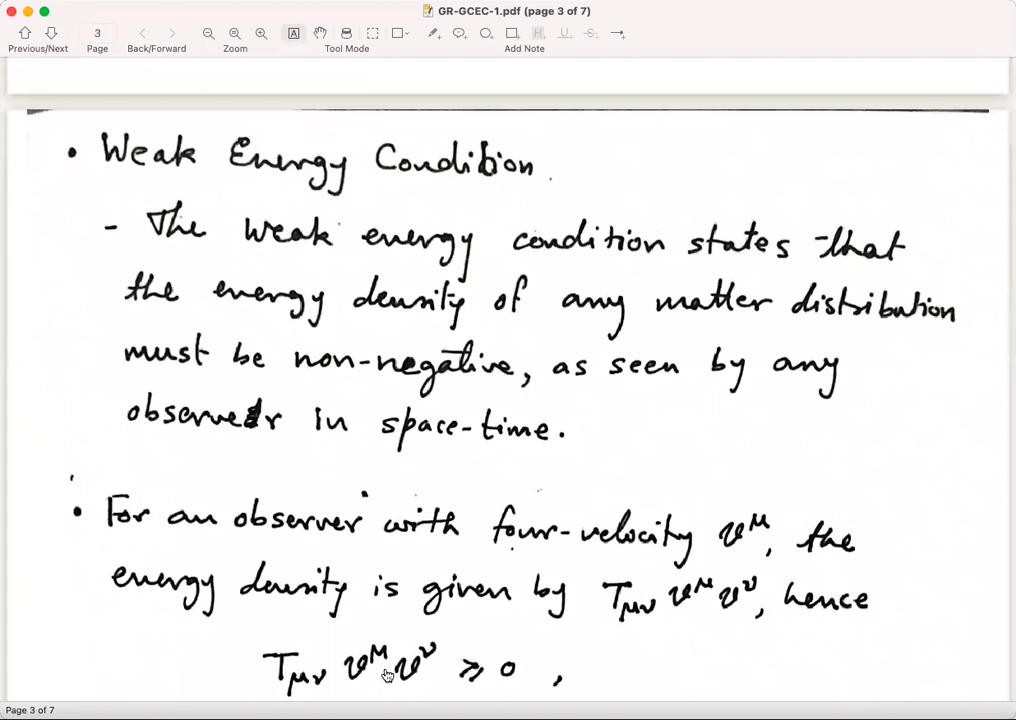 GR-GCEC-1.pdf (page 3 of 7)
3
Previous/Next Page Back/Forward Zoom Tool Mode Add Note
• Weak Energy Condition.
- The weak energy condition states that
the energy density of any matter distribution
must be non-negative, as seen by any
observer in space-time.
• For an observer with four-velocity v^μ, the
energy density is given by T_μν v^μ v^ν, hence
T_μν v^μ v^ν ≥ 0 ,
Page 3 of 7